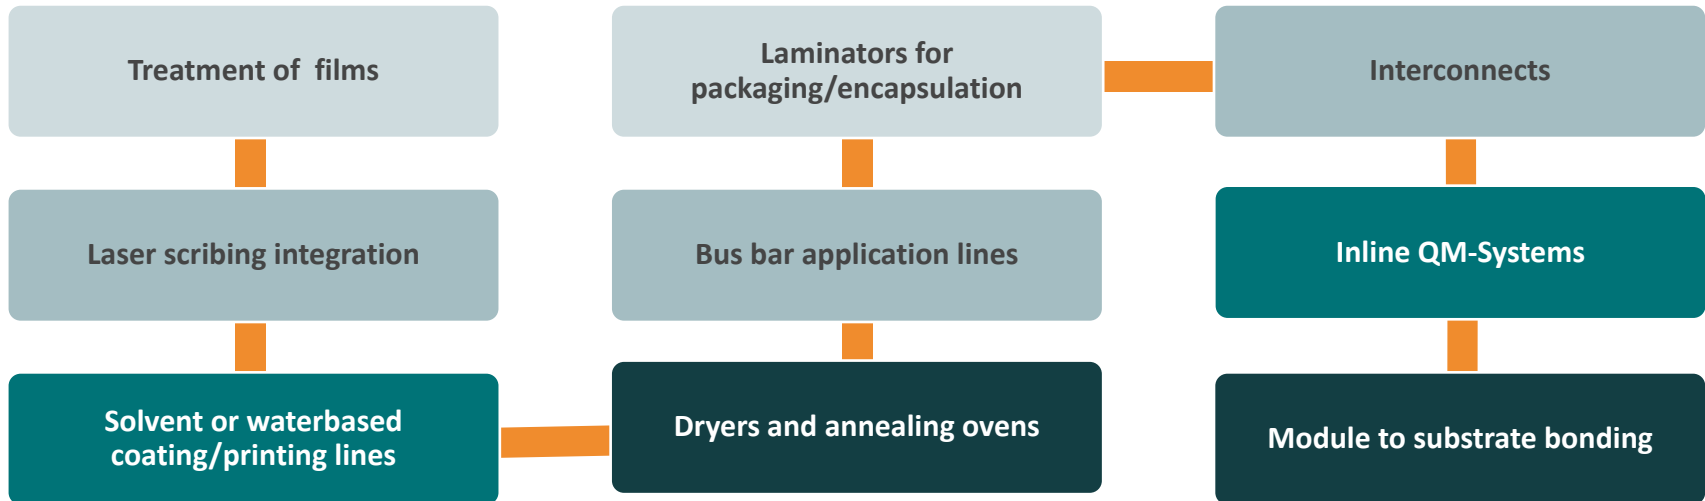 Treatment of films
Laser scribing integration
Solvent or waterbased
coating/printing lines
Dryers and annealing ovens
Bus bar application lines
Laminators for
packaging/encapsulation
Interconnects
Inline QM-Systems
Module to substrate bonding